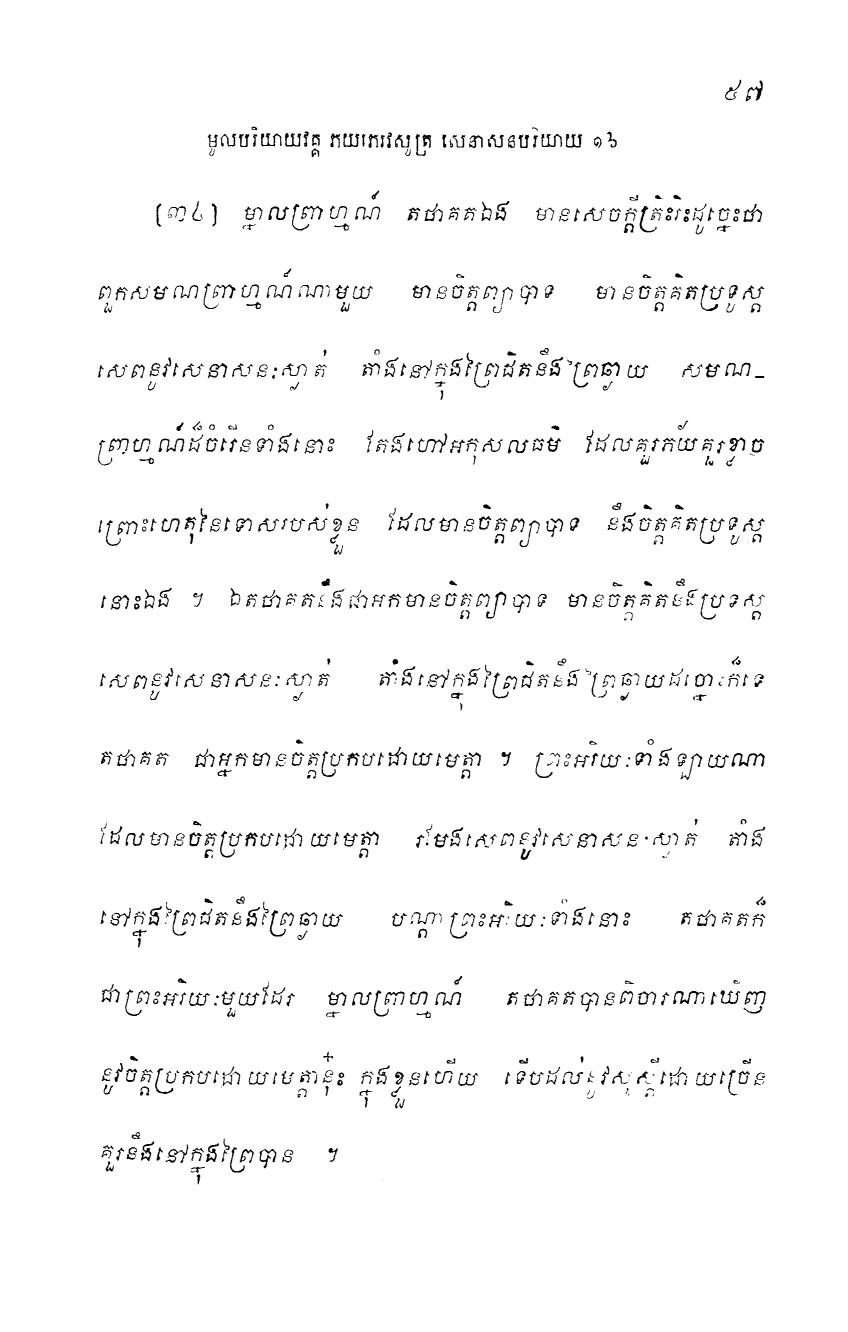 ៥៧
មូលបរិយាយវគ្គ ភយភេរវសូត្រ សេនាសនបរិយាយ ១៦
(៣៤) ម្នាលព្រាហ្មណ៍ តថាគតឯង មានសេចក្តីត្រិះរិះដូច្នេះថា
ពួកសមណព្រាហ្មណ៍ណាមួយ មានចិត្តព្យាបាទ មានចិត្តគិតប្រទូស្ត
សេពនូវសេនាសនៈស្ងាត់ តាំងនៅក្នុងព្រៃជិតនឹងព្រៃឆ្ងាយ សមណ-
ព្រាហ្មណ៍ដ៏ចំរើនទាំងនោះ តែងហៅអកុសលធម៌ ដែលគួរភ័យគួរខ្លាច
ព្រោះហេតុនៃទោសរបស់ខ្លួន ដែលមានចិត្តព្យាបាទ នឹងចិត្តគិតប្រទូស្ត
នោះឯង ។ ឯតថាគតនឹងជាអកមានចិត្តព្យាបាទ មានចិត្តគិតនឹងប្រទស្ត
សេពនូវសេនាសនៈស្ងាត់ តាំងនៅក្នុងព្រៃជិតនឹងព្រៃឆ្ងាយដូច្នោះក៏ទេ
តថាគត ជាអ្នកមានចិត្តប្រកបដោយមេត្តា ។ ព្រះអរិយៈទាំងឡាយណា
ដែលមានចិត្តប្រកបដោយមេត្តា រមែងសេពនូវសេនាសនៈស្ងាត់ តាំង
នៅក្នុងព្រៃជិតនឹងព្រៃឆ្ងាយ បណ្តាព្រះអរិយៈទាំងនោះ តថាគតក៏
ជាព្រះអរិយៈមួយដែរ ម្នាលព្រាហ្មណ៍ តថាគតបានពិចារណាឃើញ
នូវចិត្តប្រកបដោយមេត្តានុ៎ះ ក្នុងខ្លួនហើយ ទើបដល់នូវសួស្តីដោយច្រើន
គួរនឹងនៅក្នុងព្រៃបាន ។